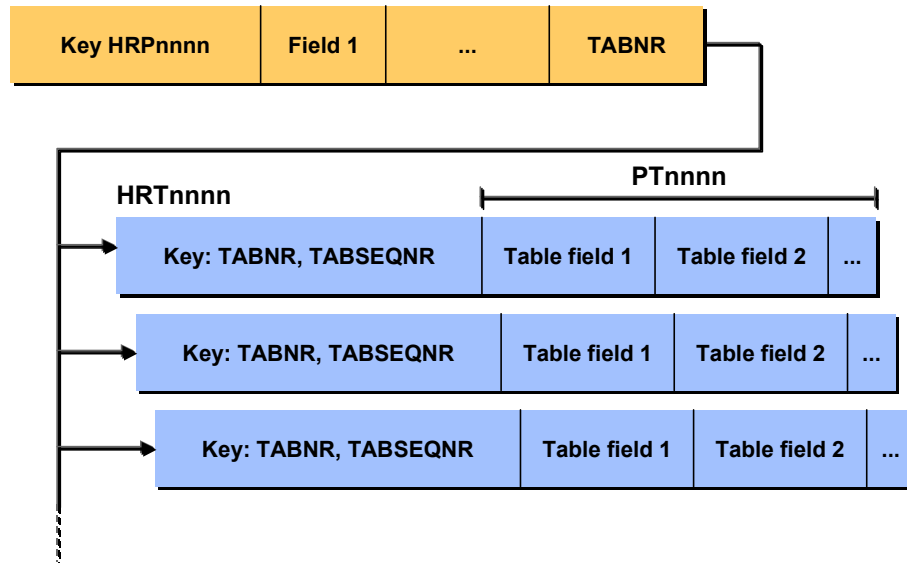 Key HRPnnnn Field 1 ... TABNR
PTnnnn
HRTnnnn
Key: TABNR, TABSEQNR Table field 1 Table field 2 ...
Key: TABNR, TABSEQNR Table field 1 Table field 2 ...
Key: TABNR, TABSEQNR Table field 1 Table field 2 ...